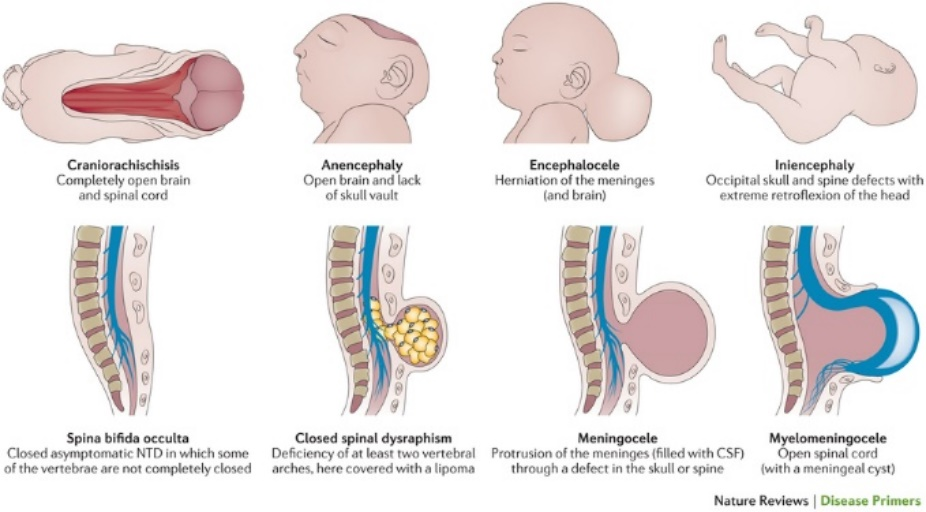 Craniorachischisis
Completely open brain
and spinal cord
Anencephaly
Open brain and lack
of skull vault
Encephalocele
Herniation of the meninges
(and brain)
Iniencephaly
Occipital skull and spine defects with
extreme retroflexion of the head
Spina bifida occulta
Closed asymptomatic NTD in which some
of the vertebrae are not completely closed
Closed spinal dysraphism
Deficiency of at least two vertebral
arches, here covered with a lipoma
Meningocele
Protrusion of the meninges (filled with CSF)
through a defect in the skull or spine
Myelomeningocele
Open spinal cord
(with a meningeal cyst)
Nature Reviews | Disease Primers